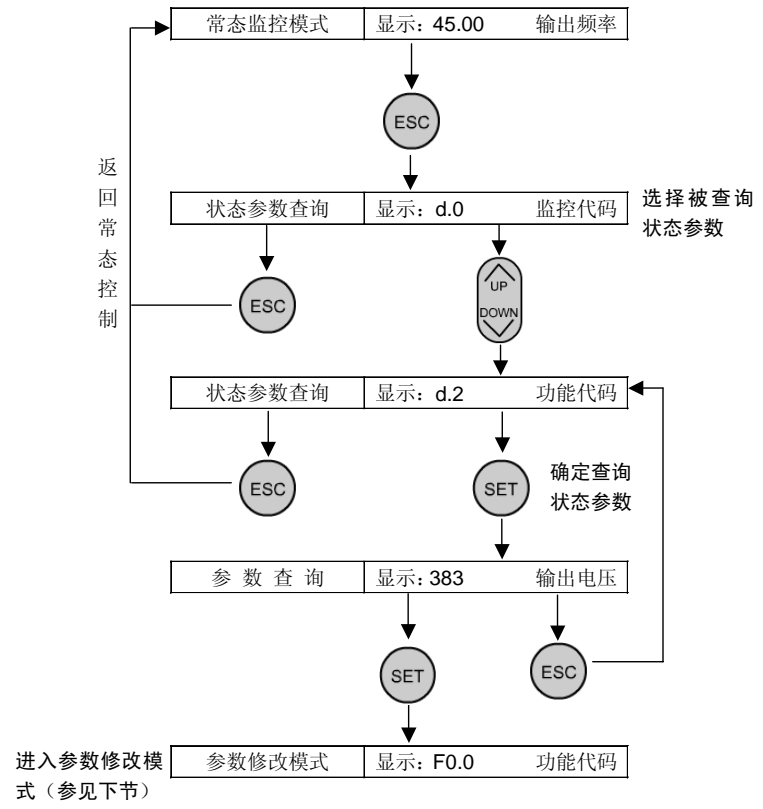 常态监控模式 显示：45.00 输出频率
ESC
返回常态控制
状态参数查询 显示：d.0 监控代码
选择被查询
状态参数
ESC
UP
DOWN
状态参数查询 显示：d.2 功能代码
ESC
SET
确定查询
状态参数
参 数 查 询 显示：383 输出电压
SET
ESC
进入参数修改模
式（参见下节）
参数修改模式 显示：F0.0 功能代码